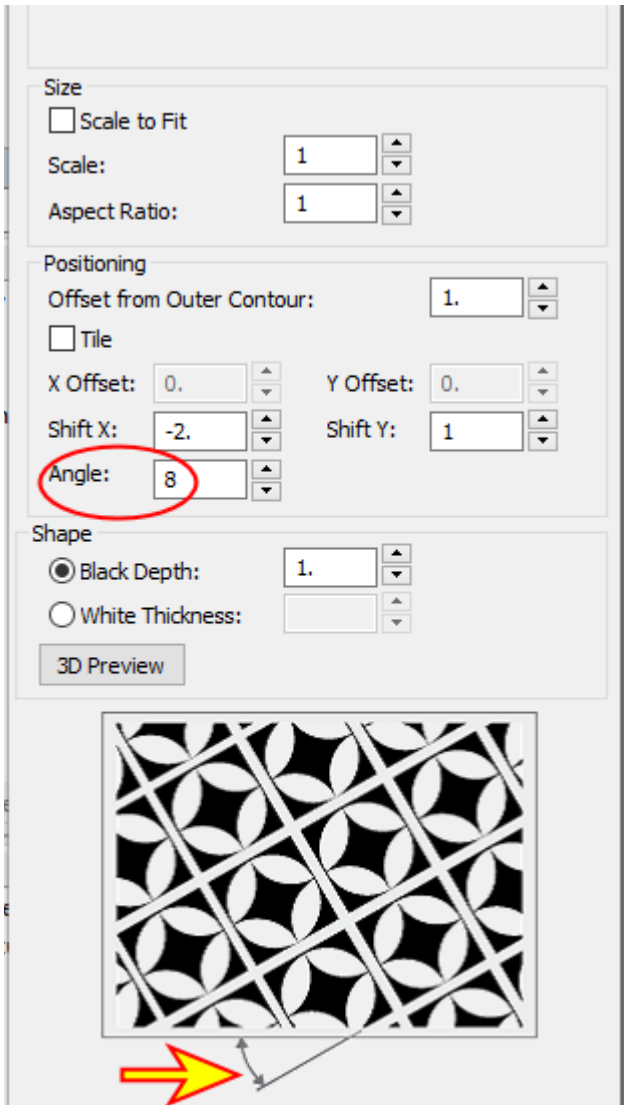 Size
Scale to Fit
Scale: 1
Aspect Ratio: 1
Positioning
Offset from Outer Contour: 1.
Tile
X Offset: 0. Y Offset: 0.
Shift X: -2. Shift Y: 1
Angle: 8
Shape
Black Depth: 1.
White Thickness:
3D Preview